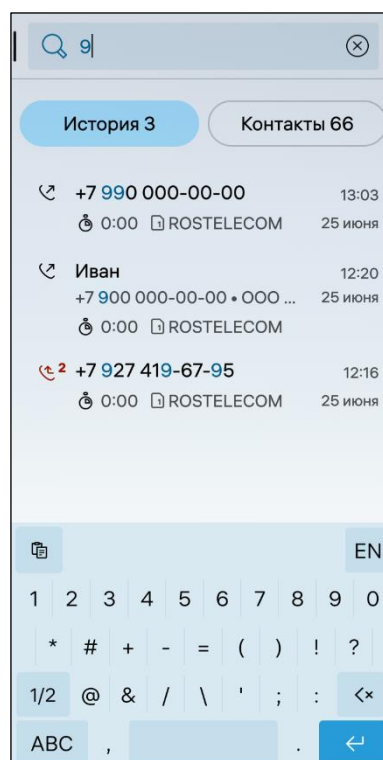 9
История 3
Контакты 66
+7 990 000-00-00
13:03
0:00 1 ROSTELECOM
25 июня
Иван
12:20
+7 900 000-00-00 • ООО ...
25 июня
0:00 1 ROSTELECOM
2 +7 927 419-67-95
12:16
0:00 1 ROSTELECOM
25 июня
EN
1 2 3 4 5 6 7 8 9 0
* # + - = ( ) ! ?
1/2 @ & / \ ' ; :
ABC , .